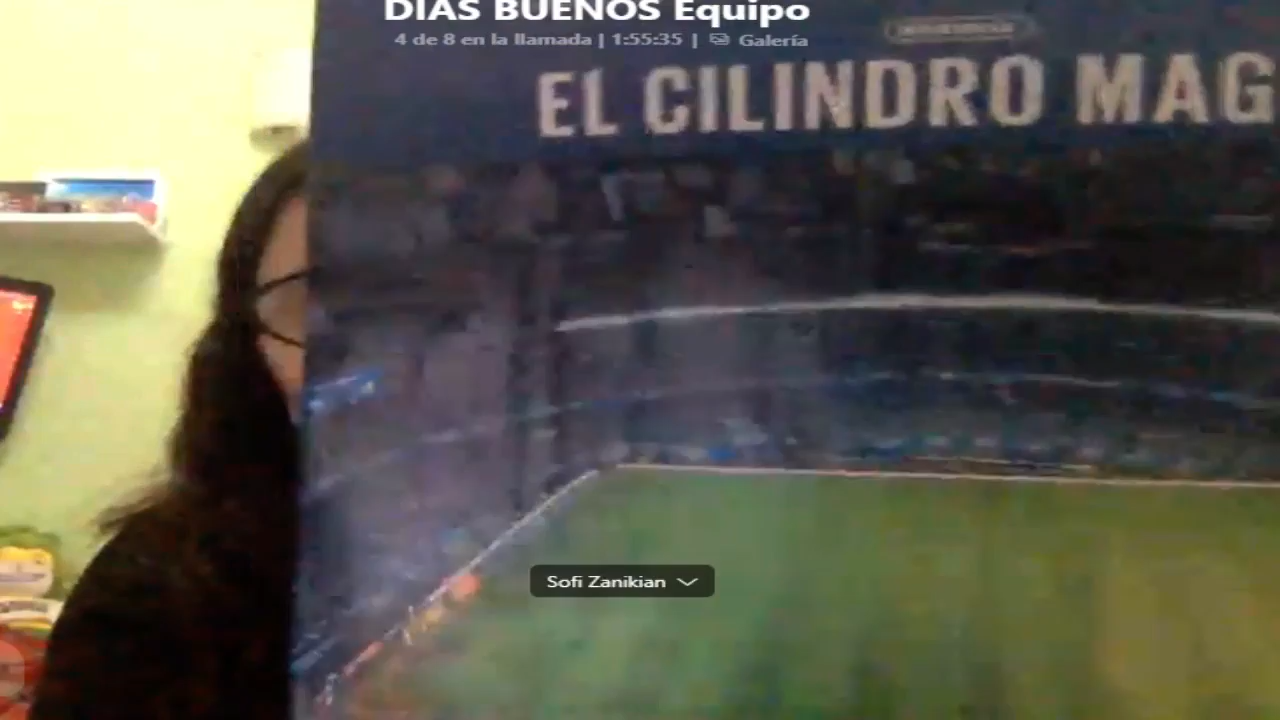 DIAS BUENOS Equipo
4 de 8 en la llamada | 1:55:35 | Galería
EL CILINDRO MAG
Sofi Zanikian